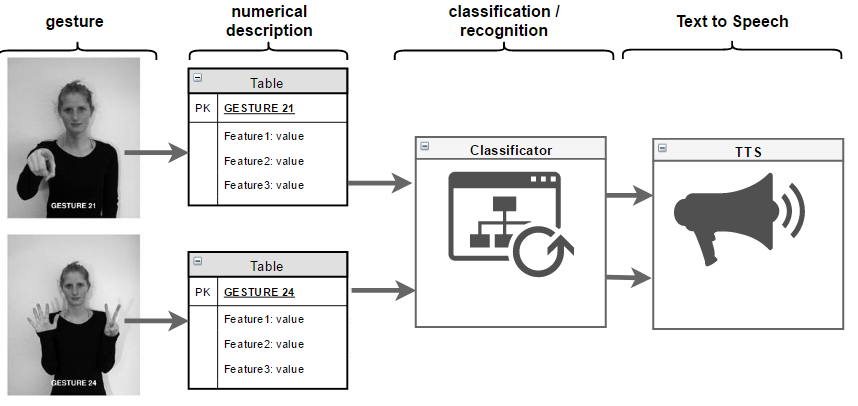 gesture
numerical
description
classification /
recognition
Text to Speech
GESTURE 21
Table
PK GESTURE 21
Feature1: value
Feature2: value
Feature3: value
Classificator
TTS
GESTURE 24
Table
PK GESTURE 24
Feature1: value
Feature2: value
Feature3: value